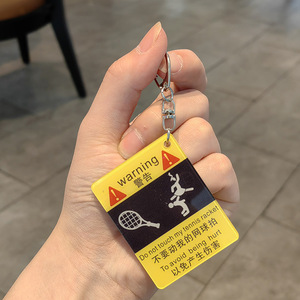 warning
警告
Do not touch my tennis racket
不要动我的网球拍
To avoid being hurt
以免产生伤害